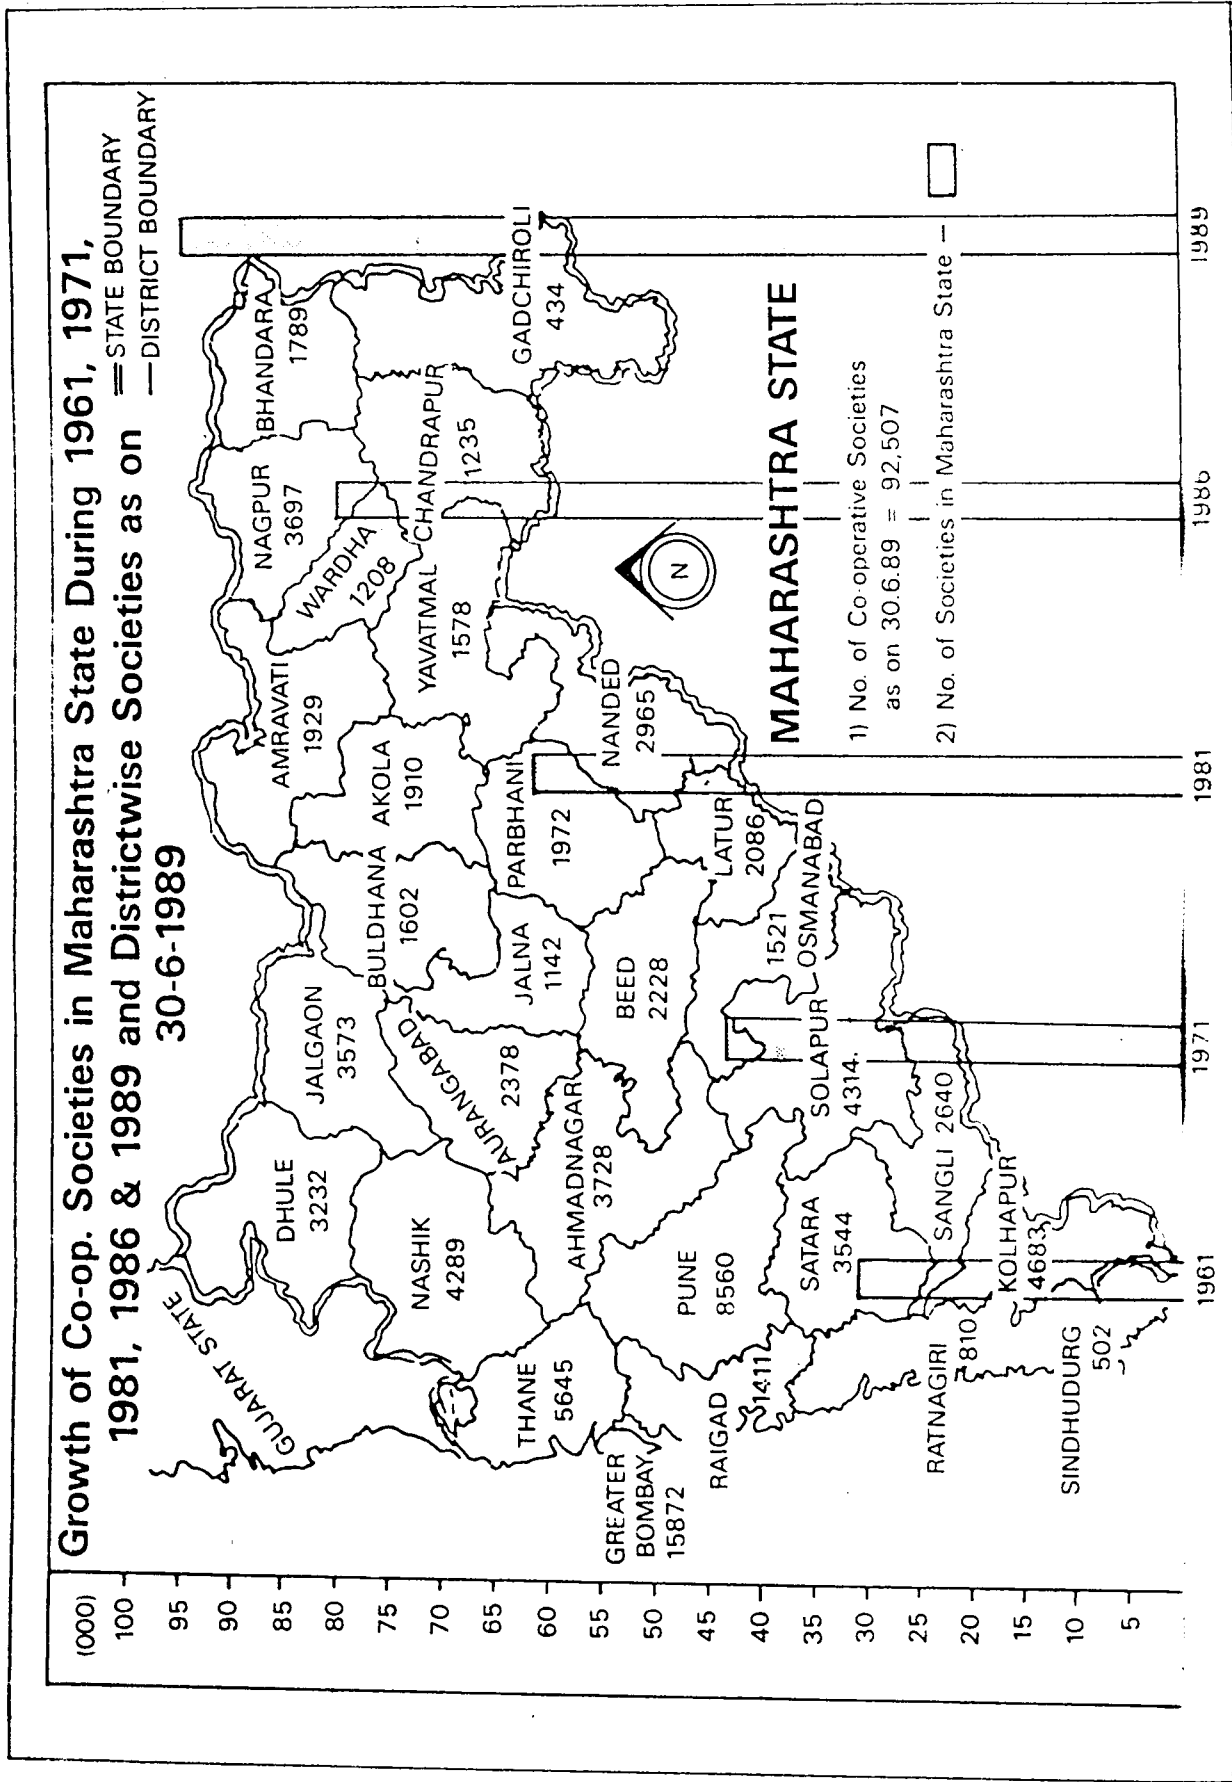 Growth of Co-op. Societies in Maharashtra State During 1961, 1971,
1981, 1986 & 1989 and Districtwise Societies as on
30-6-1989
═ STATE BOUNDARY
— DISTRICT BOUNDARY
(000)
100
95
90
85
80
75
70
65
60
55
50
45
40
35
30
25
20
15
10
5
GUJARAT STATE
DHULE
3232
JALGAON
3573
BULDHANA
1602
AKOLA
1910
AMRAVATI
1929
WARDHA
1208
NAGPUR
3697
BHANDARA
1789
NASHIK
4289
AURANGABAD
2378
JALNA
1142
PARBHANI
1972
YAVATMAL
1578
CHANDRAPUR
1235
GADCHIROLI
434
THANE
5645
AHMADNAGAR
3728
BEED
2228
NANDED
2965
GREATER
BOMBAY
15872
PUNE
8560
LATUR
2086
RAIGAD
1411
SATARA
3544
SOLAPUR
4314.
1521
OSMANABAD
SANGLI 2640
RATNAGIRI
810
KOLHAPUR
4683
SINDHUDURG
502
N
MAHARASHTRA STATE
1) No. of Co-operative Societies
as on 30.6.89 = 92,507
2) No. of Societies in Maharashtra State —
1961
1971
1981
1986
1989